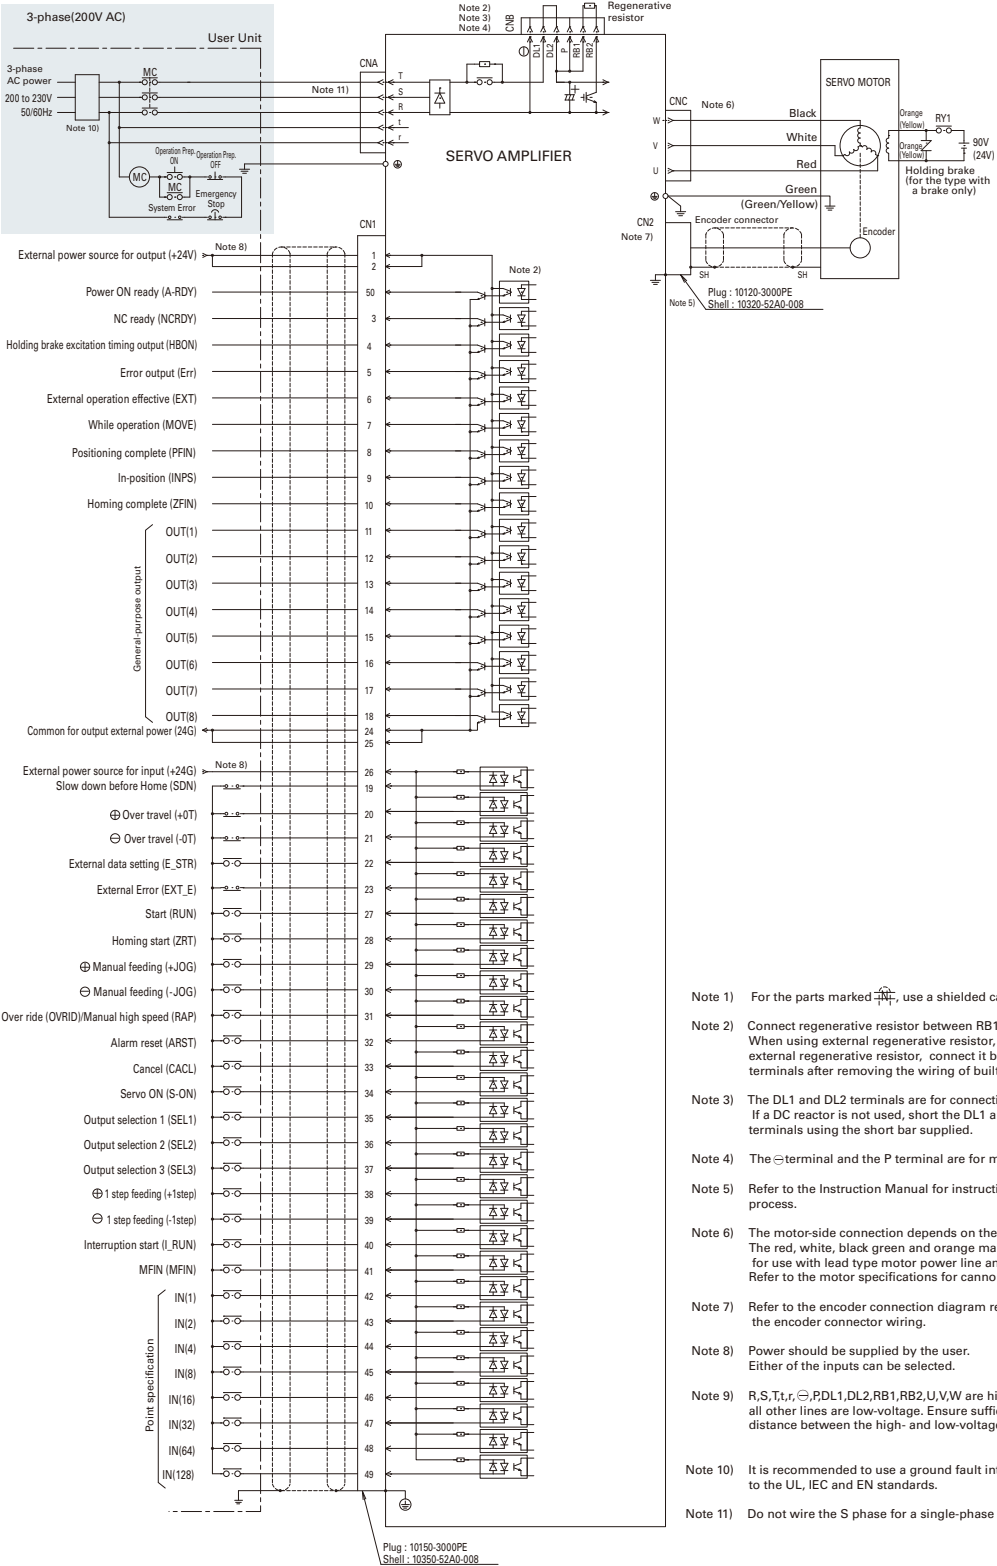 3-phase(200V AC)
User Unit
3-phase
AC power
200 to 230V
50/60Hz
Note 10)
MC
Note 11)
Operation Prep.
ON
Operation Prep.
OFF
MC
MC
Emergency
Stop
System Error
CNA
T
S
R
t
r
Note 2)
Note 3)
Note 4)
CNB
Regenerative
resistor
⊖
DL1
DL2
P
RB1
RB2
SERVO AMPLIFIER
CNC
Note 6)
W
V
U
Black
White
Red
Green
(Green/Yellow)
SERVO MOTOR
Orange
(Yellow)
Orange
(Yellow)
RY1
90V
(24V)
Holding brake
(for the type with
a brake only)
CN2
Note 7)
Encoder connector
Encoder
SH
SH
Note 5)
Plug : 10120-3000PE
Shell : 10320-52A0-008
CN1
External power source for output (+24V)
Note 8)
1
2
Note 2)
Power ON ready (A-RDY)
50
NC ready (NCRDY)
3
Holding brake excitation timing output (HBON)
4
Error output (Err)
5
External operation effective (EXT)
6
While operation (MOVE)
7
Positioning complete (PFIN)
8
In-position (INPS)
9
Homing complete (ZFIN)
10
General-purpose output
OUT(1)
11
OUT(2)
12
OUT(3)
13
OUT(4)
14
OUT(5)
15
OUT(6)
16
OUT(7)
17
OUT(8)
18
Common for output external power (24G)
24
25
External power source for input (+24G)
Note 8)
26
Slow down before Home (SDN)
19
⊕ Over travel (+0T)
20
⊖ Over travel (-0T)
21
External data setting (E_STR)
22
External Error (EXT_E)
23
Start (RUN)
27
Homing start (ZRT)
28
⊕ Manual feeding (+JOG)
29
⊖ Manual feeding (-JOG)
30
Over ride (OVRID)/Manual high speed (RAP)
31
Alarm reset (ARST)
32
Cancel (CACL)
33
Servo ON (S-ON)
34
Output selection 1 (SEL1)
35
Output selection 2 (SEL2)
36
Output selection 3 (SEL3)
37
⊕ 1 step feeding (+1step)
38
⊖ 1 step feeding (-1step)
39
Interruption start (I_RUN)
40
MFIN (MFIN)
41
Point specification
IN(1)
42
IN(2)
43
IN(4)
44
IN(8)
45
IN(16)
46
IN(32)
47
IN(64)
48
IN(128)
49
Plug : 10150-3000PE
Shell : 10350-52A0-008
Note 1) For the parts marked , use a shielded ca
Note 2) Connect regenerative resistor between RB1
When using external regenerative resistor,
external regenerative resistor, connect it b
terminals after removing the wiring of built
Note 3) The DL1 and DL2 terminals are for connecti
If a DC reactor is not used, short the DL1 a
terminals using the short bar supplied.
Note 4) The ⊖ terminal and the P terminal are for m
Note 5) Refer to the Instruction Manual for instructi
process.
Note 6) The motor-side connection depends on the
The red, white, black green and orange ma
for use with lead type motor power line an
Refer to the motor specifications for canno
Note 7) Refer to the encoder connection diagram re
the encoder connector wiring.
Note 8) Power should be supplied by the user.
Either of the inputs can be selected.
Note 9) R,S,T,t,r,⊖,P,DL1,DL2,RB1,RB2,U,V,W are hi
all other lines are low-voltage. Ensure suffic
distance between the high- and low-voltage
Note 10) It is recommended to use a ground fault int
to the UL, IEC and EN standards.
Note 11) Do not wire the S phase for a single-phase